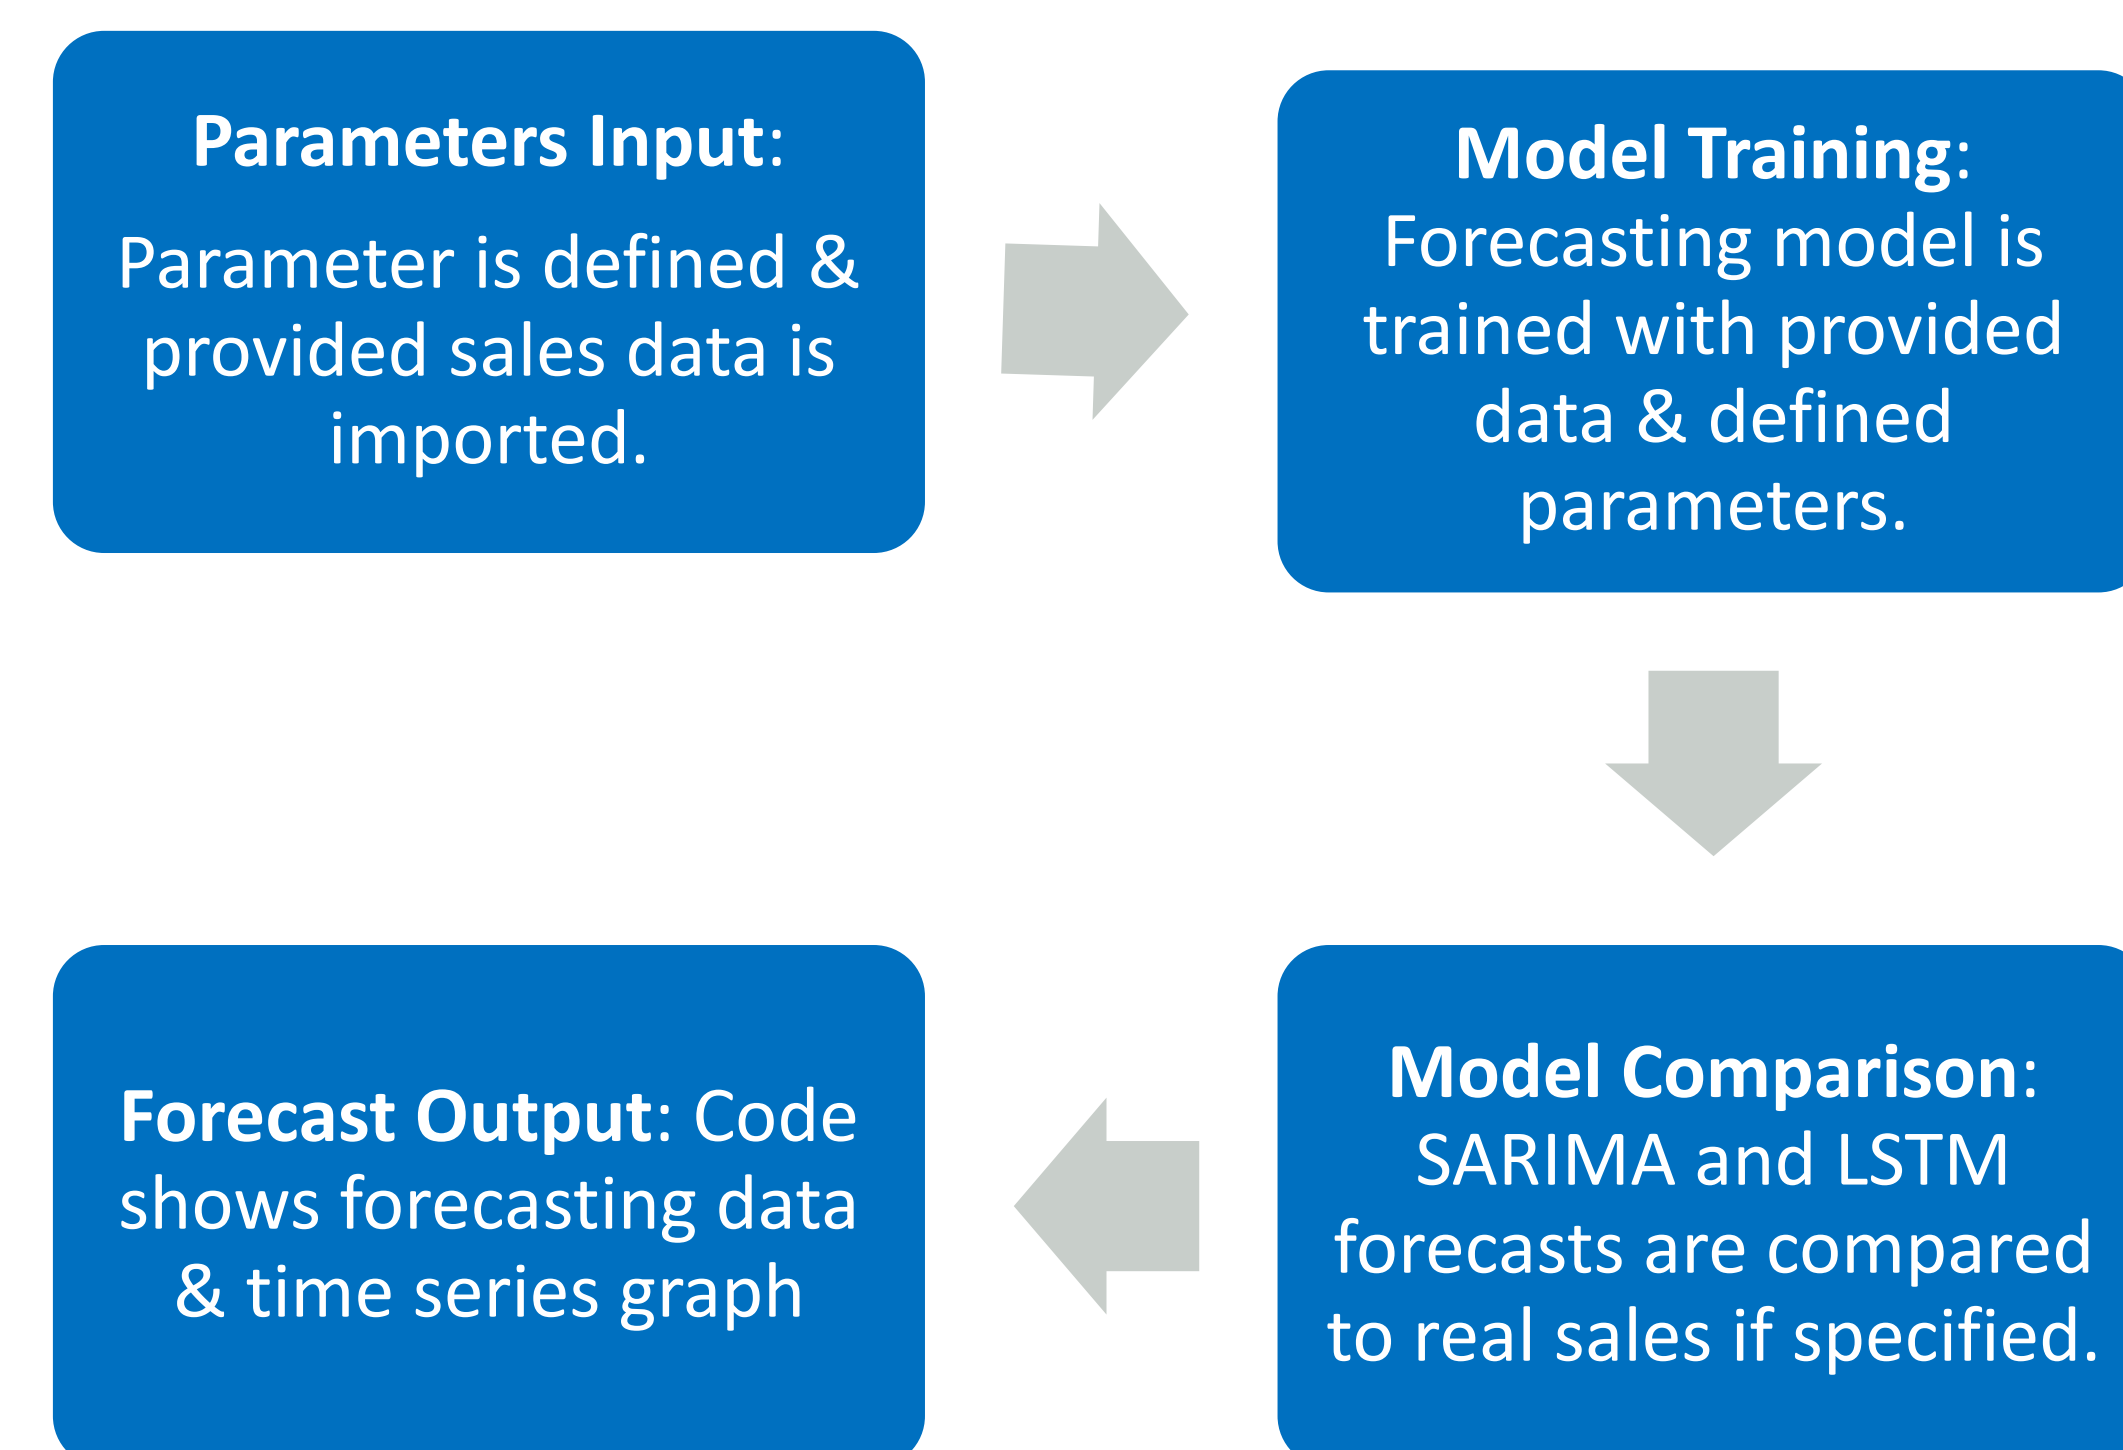 Parameters Input:
Parameter is defined &
provided sales data is
imported.
Model Training:
Forecasting model is
trained with provided
data & defined
parameters.
Model Comparison:
SARIMA and LSTM
forecasts are compared
to real sales if specified.
Forecast Output: Code
shows forecasting data
& time series graph